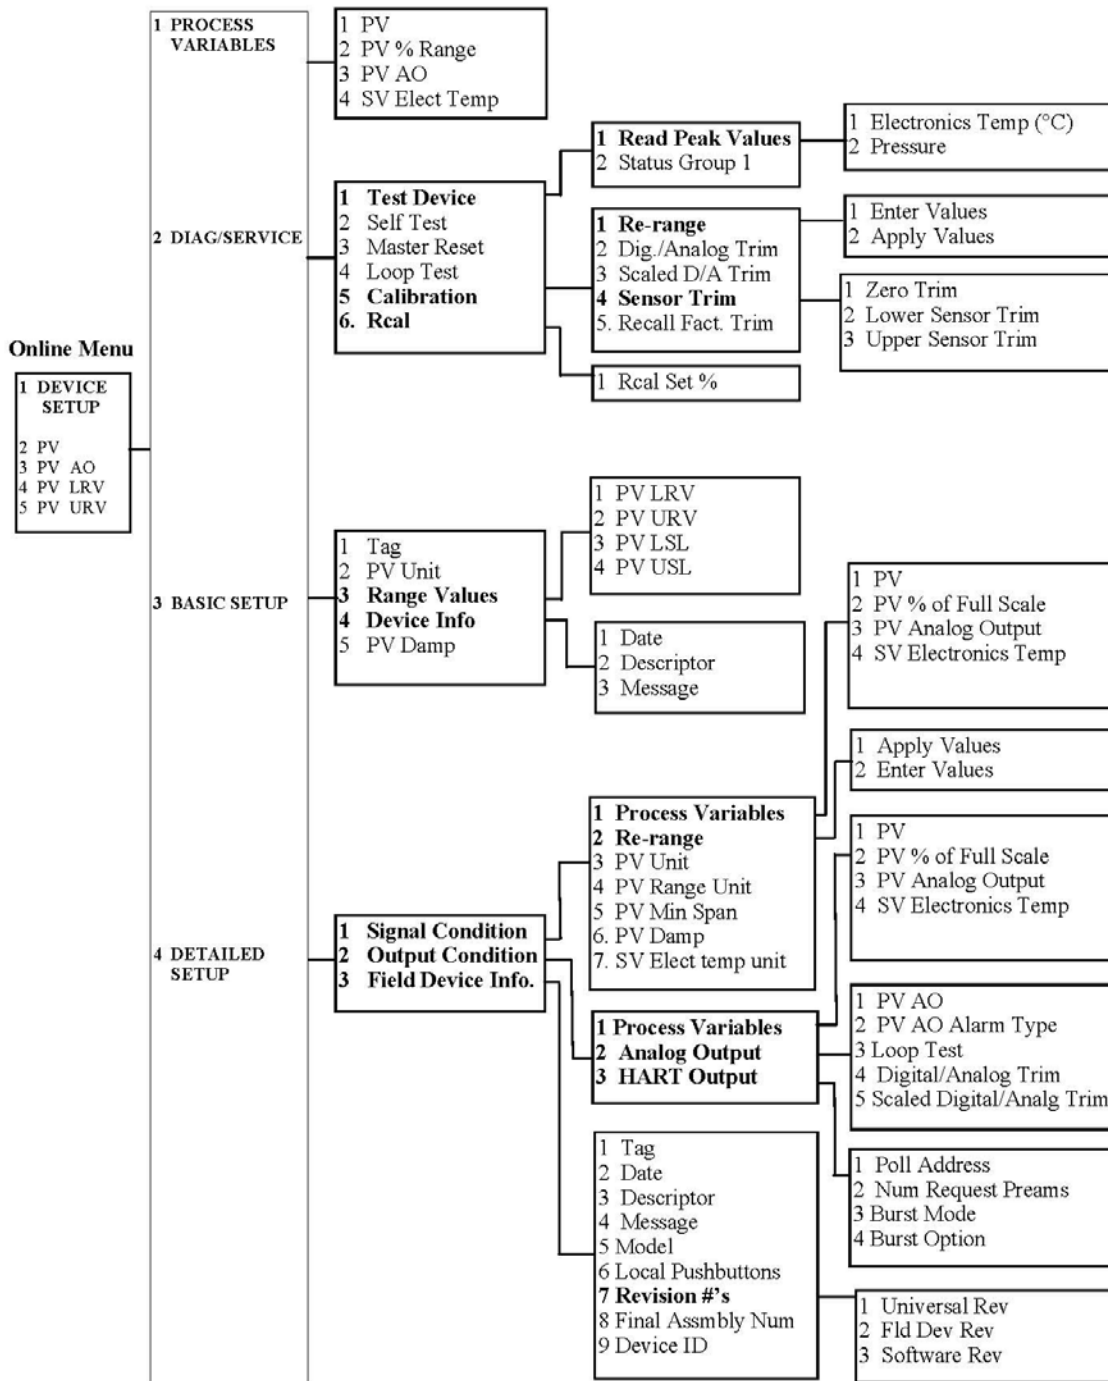 Online Menu
1 DEVICE
SETUP
2 PV
3 PV AO
4 PV LRV
5 PV URV
1 PROCESS
VARIABLES
2 DIAG/SERVICE
3 BASIC SETUP
4 DETAILED
SETUP
1 PV
2 PV % Range
3 PV AO
4 SV Elect Temp
1 Test Device
2 Self Test
3 Master Reset
4 Loop Test
5 Calibration
6. Rcal
1 Read Peak Values
2 Status Group 1
1 Electronics Temp (°C)
2 Pressure
1 Re-range
2 Dig./Analog Trim
3 Scaled D/A Trim
4 Sensor Trim
5. Recall Fact. Trim
1 Enter Values
2 Apply Values
1 Zero Trim
2 Lower Sensor Trim
3 Upper Sensor Trim
1 Rcal Set %
1 Tag
2 PV Unit
3 Range Values
4 Device Info
5 PV Damp
1 PV LRV
2 PV URV
3 PV LSL
4 PV USL
1 Date
2 Descriptor
3 Message
1 Signal Condition
2 Output Condition
3 Field Device Info.
1 Process Variables
2 Re-range
3 PV Unit
4 PV Range Unit
5 PV Min Span
6. PV Damp
7. SV Elect temp unit
1 PV
2 PV % of Full Scale
3 PV Analog Output
4 SV Electronics Temp
1 Apply Values
2 Enter Values
1 Process Variables
2 Analog Output
3 HART Output
1 PV
2 PV % of Full Scale
3 PV Analog Output
4 SV Electronics Temp
1 PV AO
2 PV AO Alarm Type
3 Loop Test
4 Digital/Analog Trim
5 Scaled Digital/Analg Trim
1 Poll Address
2 Num Request Preams
3 Burst Mode
4 Burst Option
1 Tag
2 Date
3 Descriptor
4 Message
5 Model
6 Local Pushbuttons
7 Revision #'s
8 Final Assmbly Num
9 Device ID
1 Universal Rev
2 Fld Dev Rev
3 Software Rev